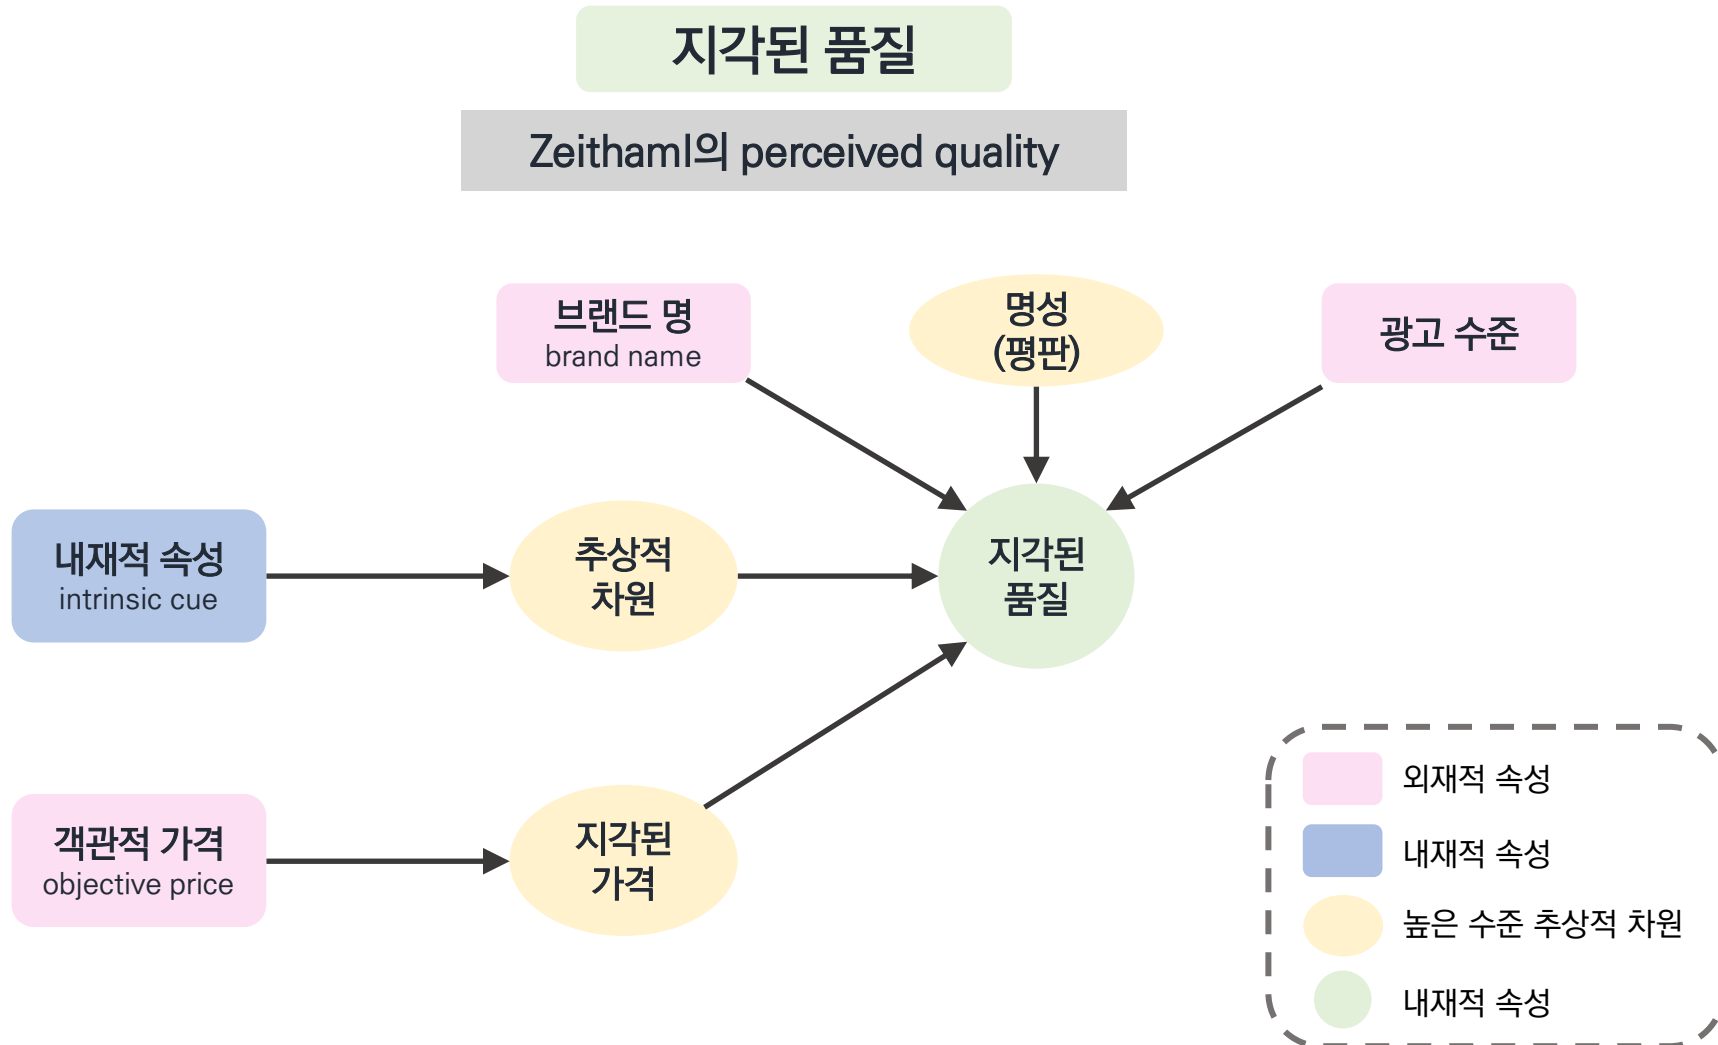 지각된 품질
Zeithaml의 perceived quality
브랜드 명
brand name
명성
(평판)
광고 수준
내재적 속성
intrinsic cue
추상적
차원
지각된
품질
객관적 가격
objective price
지각된
가격
외재적 속성
내재적 속성
높은 수준 추상적 차원
내재적 속성